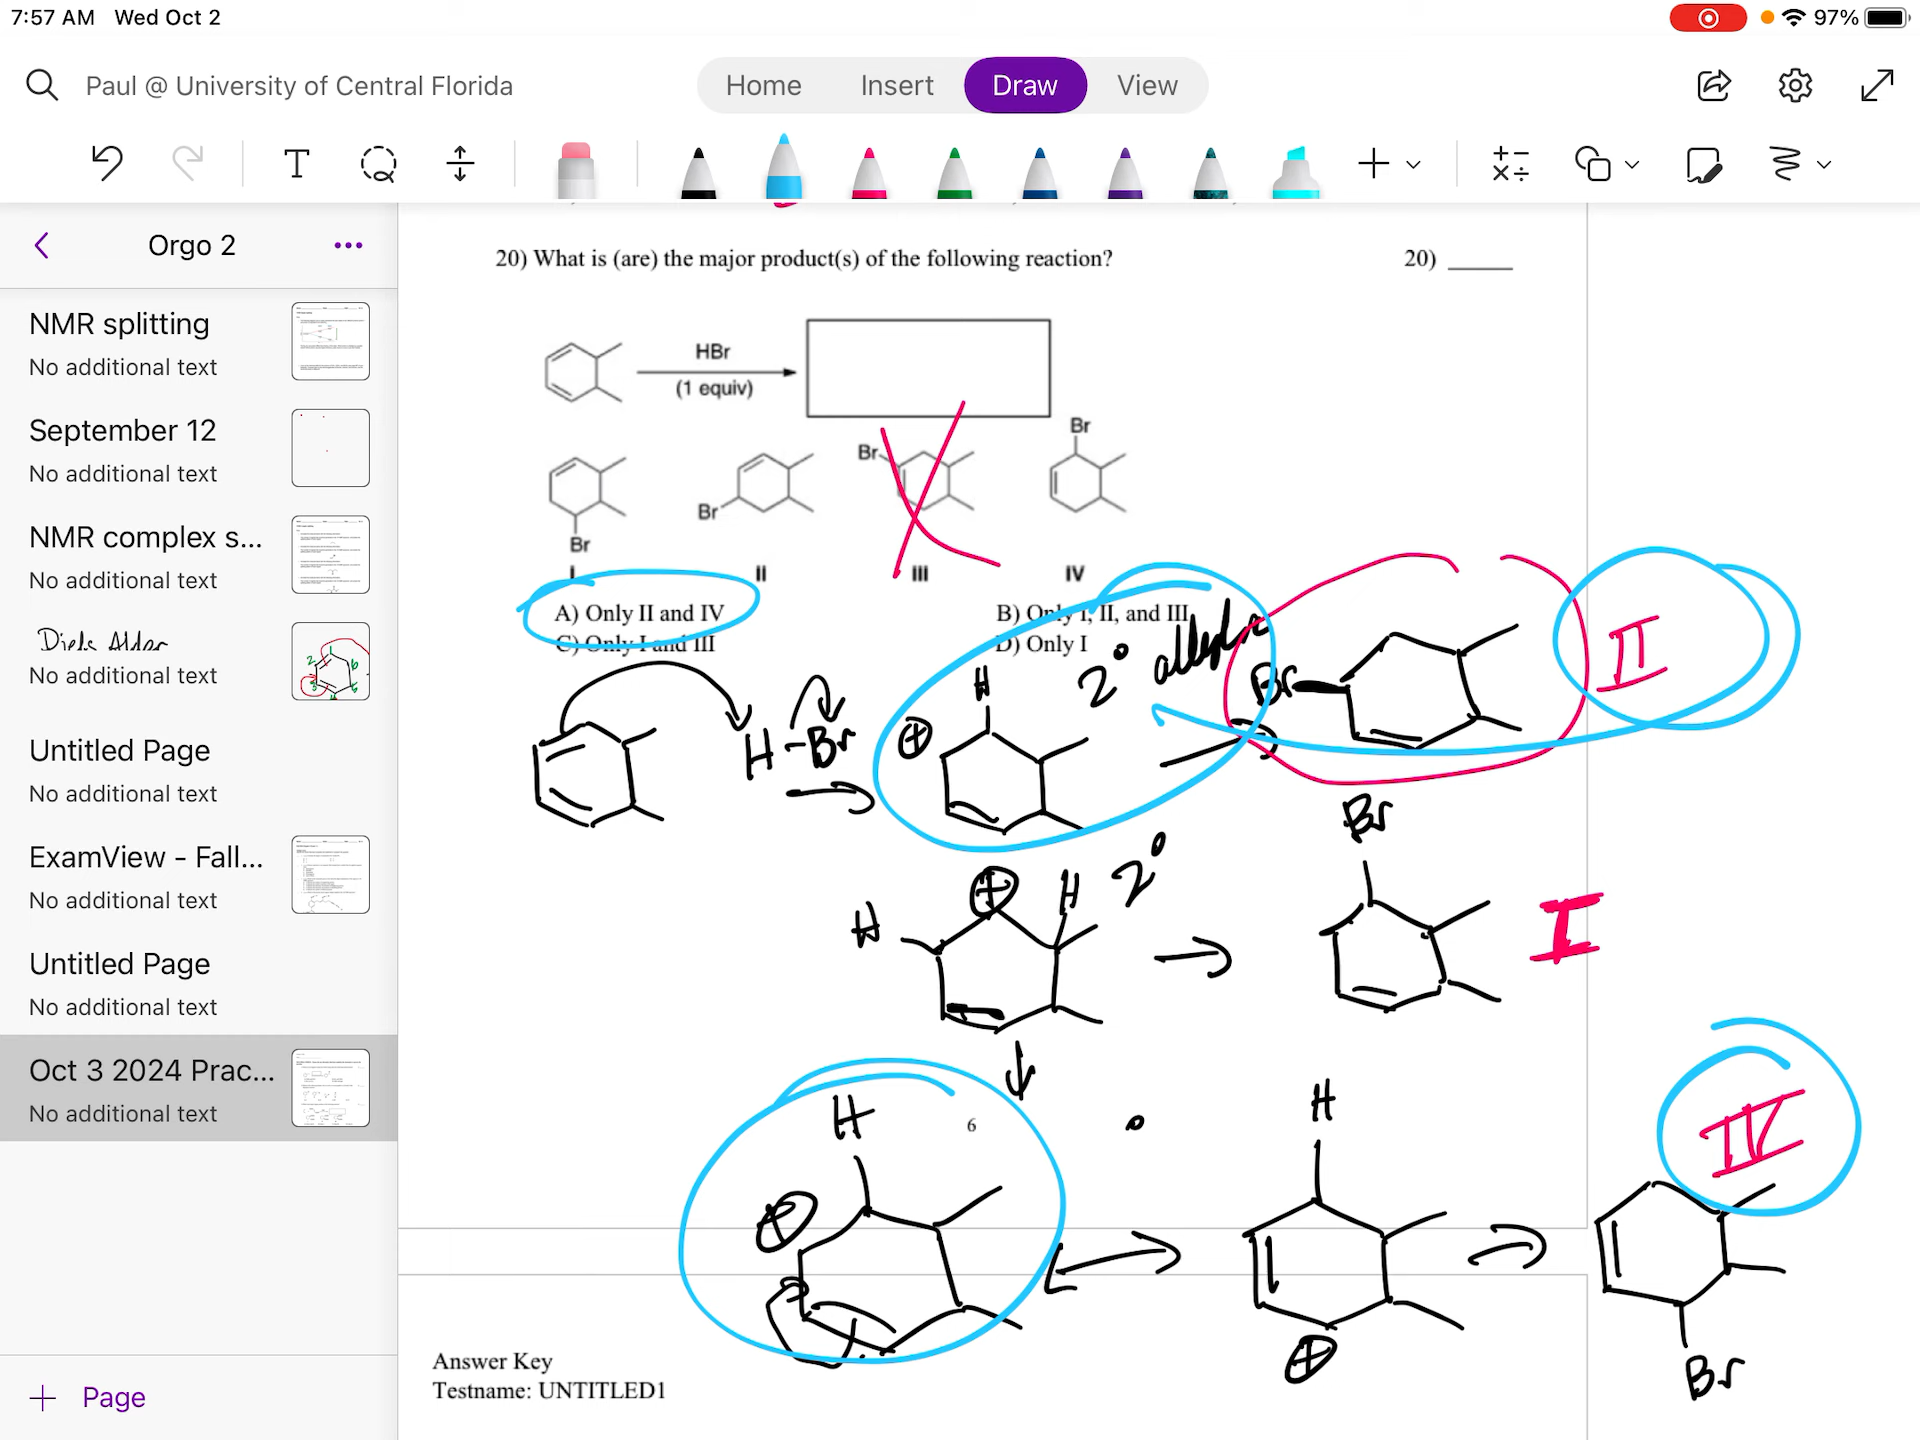 7:57 AM Wed Oct 2
97%
Paul @ University of Central Florida
Home Insert Draw View
T
Orgo 2
NMR splitting
No additional text
September 12
No additional text
NMR complex s...
No additional text
Diels Alder
No additional text
Untitled Page
No additional text
ExamView - Fall...
No additional text
Untitled Page
No additional text
Oct 3 2024 Prac...
No additional text
+ Page
20) What is (are) the major product(s) of the following reaction? 20) ______
HBr
(1 equiv)
Br
Br
Br
Br
I II III IV
A) Only II and IV B) Only I, II, and III
C) Only I and III D) Only I
H-Br
H
⊕
2°
Br
II
Br
H
⊕
H
2°
I
6
H
⊕
H
⊕
IV
Br
Answer Key
Testname: UNTITLED1